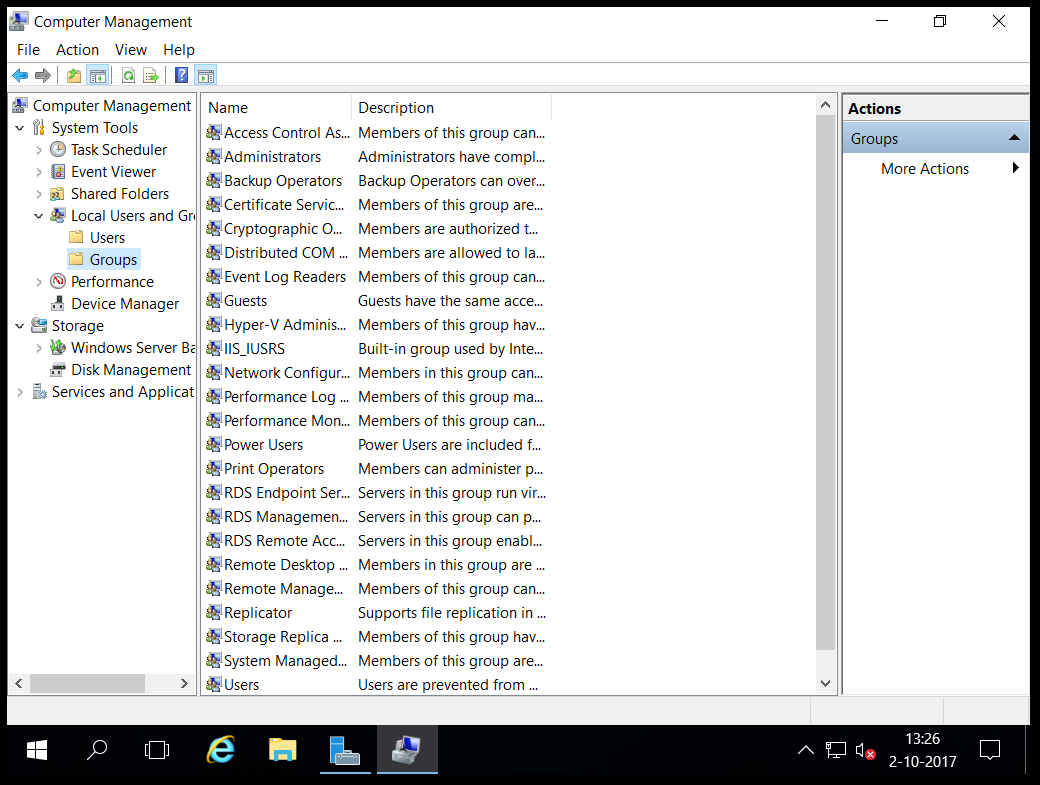 Computer Management
File Action View Help
Computer Management
System Tools
Task Scheduler
Event Viewer
Shared Folders
Local Users and Gr
Users
Groups
Performance
Device Manager
Storage
Windows Server Ba
Disk Management
Services and Applicat
Name Description
Access Control As... Members of this group can...
Administrators Administrators have compl...
Backup Operators Backup Operators can over...
Certificate Servic... Members of this group are...
Cryptographic O... Members are authorized t...
Distributed COM ... Members are allowed to la...
Event Log Readers Members of this group can...
Guests Guests have the same acce...
Hyper-V Adminis... Members of this group hav...
IIS_IUSRS Built-in group used by Inte...
Network Configur... Members in this group can...
Performance Log ... Members of this group ma...
Performance Mon... Members of this group can...
Power Users Power Users are included f...
Print Operators Members can administer p...
RDS Endpoint Ser... Servers in this group run vir...
RDS Managemen... Servers in this group can p...
RDS Remote Acc... Servers in this group enabl...
Remote Desktop ... Members in this group are ...
Remote Manage... Members of this group can...
Replicator Supports file replication in ...
Storage Replica ... Members of this group hav...
System Managed... Members of this group are...
Users Users are prevented from ...
Actions
Groups
More Actions
13:26
2-10-2017